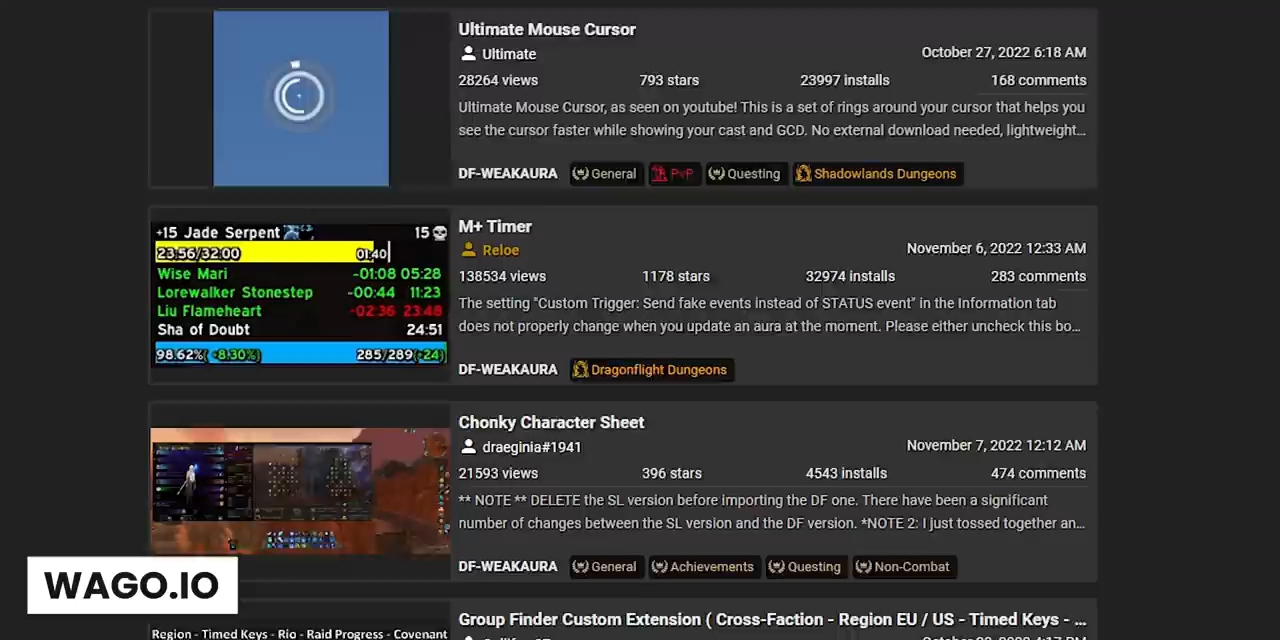 Ultimate Mouse Cursor
Ultimate
October 27, 2022 6:18 AM
28264 views 793 stars 23997 installs 168 comments
Ultimate Mouse Cursor, as seen on youtube! This is a set of rings around your cursor that helps you
see the cursor faster while showing your cast and GCD. No external download needed, lightweight...
DF-WEAKAURA General PvP Questing Shadowlands Dungeons
+15 Jade Serpent 15
23:56/32:00 01:40
Wise Mari -01:08 05:28
Lorewalker Stonestep -00:44 11:23
Liu Flameheart -02:36 23:48
Sha of Doubt 24:51
98.62%( -8.30%) 285/289(+24)
M+ Timer
Reloe
November 6, 2022 12:33 AM
138534 views 1178 stars 32974 installs 283 comments
The setting "Custom Trigger: Send fake events instead of STATUS event" in the Information tab
does not properly change when you update an aura at the moment. Please either uncheck this bo...
DF-WEAKAURA Dragonflight Dungeons
Chonky Character Sheet
draeginia#1941
November 7, 2022 12:12 AM
21593 views 396 stars 4543 installs 474 comments
** NOTE ** DELETE the SL version before importing the DF one. There have been a significant
number of changes between the SL version and the DF version. *NOTE 2: I just tossed together an...
DF-WEAKAURA General Achievements Questing Non-Combat
WAGO.IO
Group Finder Custom Extension ( Cross-Faction - Region EU / US - Timed Keys - ...
Region - Timed Keys - Rio - Raid Progress - Covenant